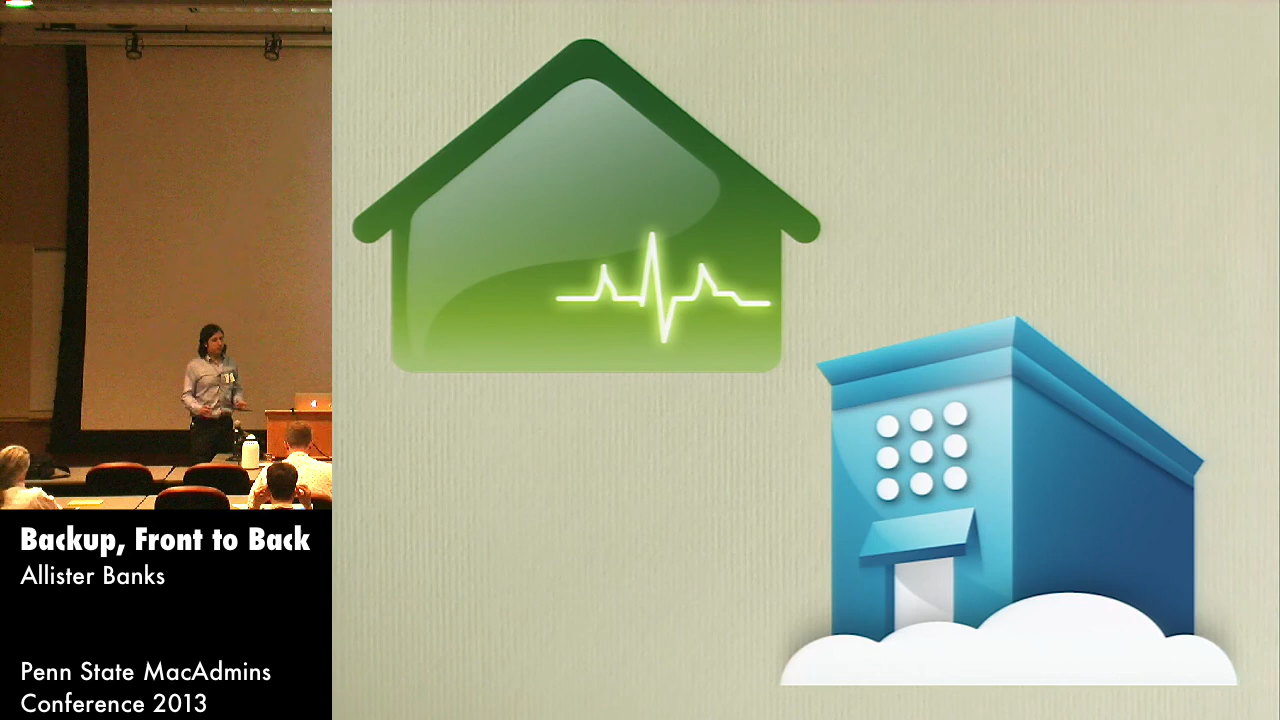 Backup, Front to Back
Allister Banks
Penn State MacAdmins
Conference 2013